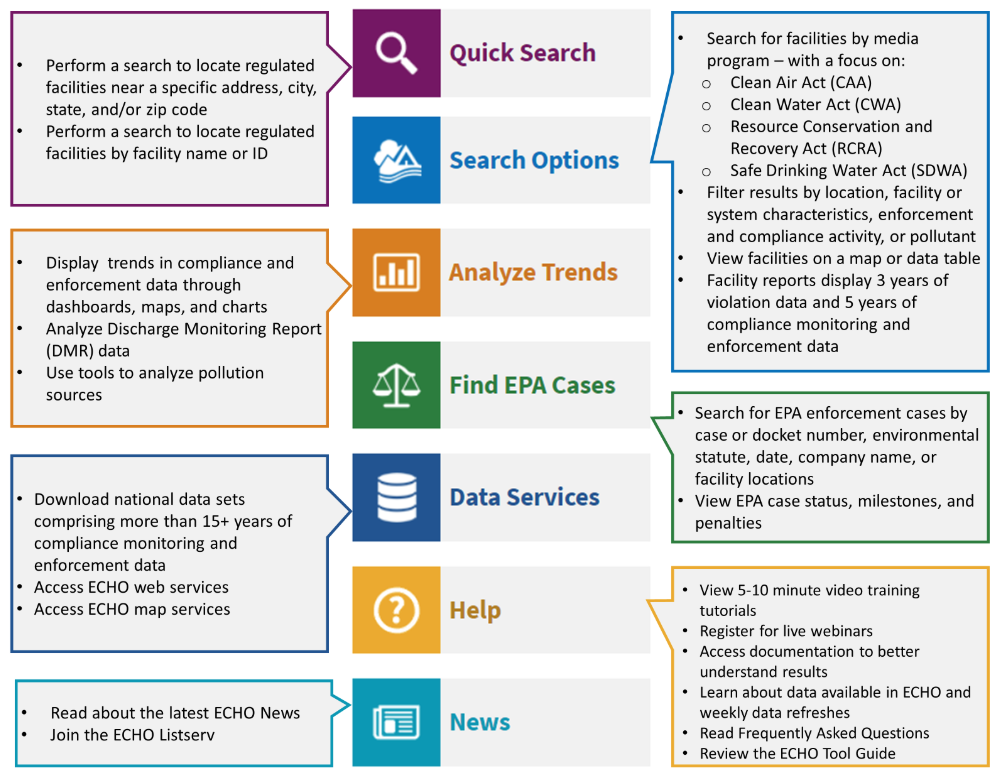 Quick Search
• Perform a search to locate regulated
facilities near a specific address, city,
state, and/or zip code
• Perform a search to locate regulated
facilities by facility name or ID
Search Options
• Search for facilities by media
program – with a focus on:
o Clean Air Act (CAA)
o Clean Water Act (CWA)
o Resource Conservation and
Recovery Act (RCRA)
o Safe Drinking Water Act (SDWA)
• Filter results by location, facility or
system characteristics, enforcement
and compliance activity, or pollutant
• View facilities on a map or data table
• Facility reports display 3 years of
violation data and 5 years of
compliance monitoring and
enforcement data
Analyze Trends
• Display trends in compliance and
enforcement data through
dashboards, maps, and charts
• Analyze Discharge Monitoring Report
(DMR) data
• Use tools to analyze pollution
sources
Find EPA Cases
• Search for EPA enforcement cases by
case or docket number, environmental
statute, date, company name, or
facility locations
• View EPA case status, milestones, and
penalties
Data Services
• Download national data sets
comprising more than 15+ years of
compliance monitoring and
enforcement data
• Access ECHO web services
• Access ECHO map services
Help
• View 5-10 minute video training
tutorials
• Register for live webinars
• Access documentation to better
understand results
• Learn about data available in ECHO and
weekly data refreshes
• Read Frequently Asked Questions
• Review the ECHO Tool Guide
News
• Read about the latest ECHO News
• Join the ECHO Listserv